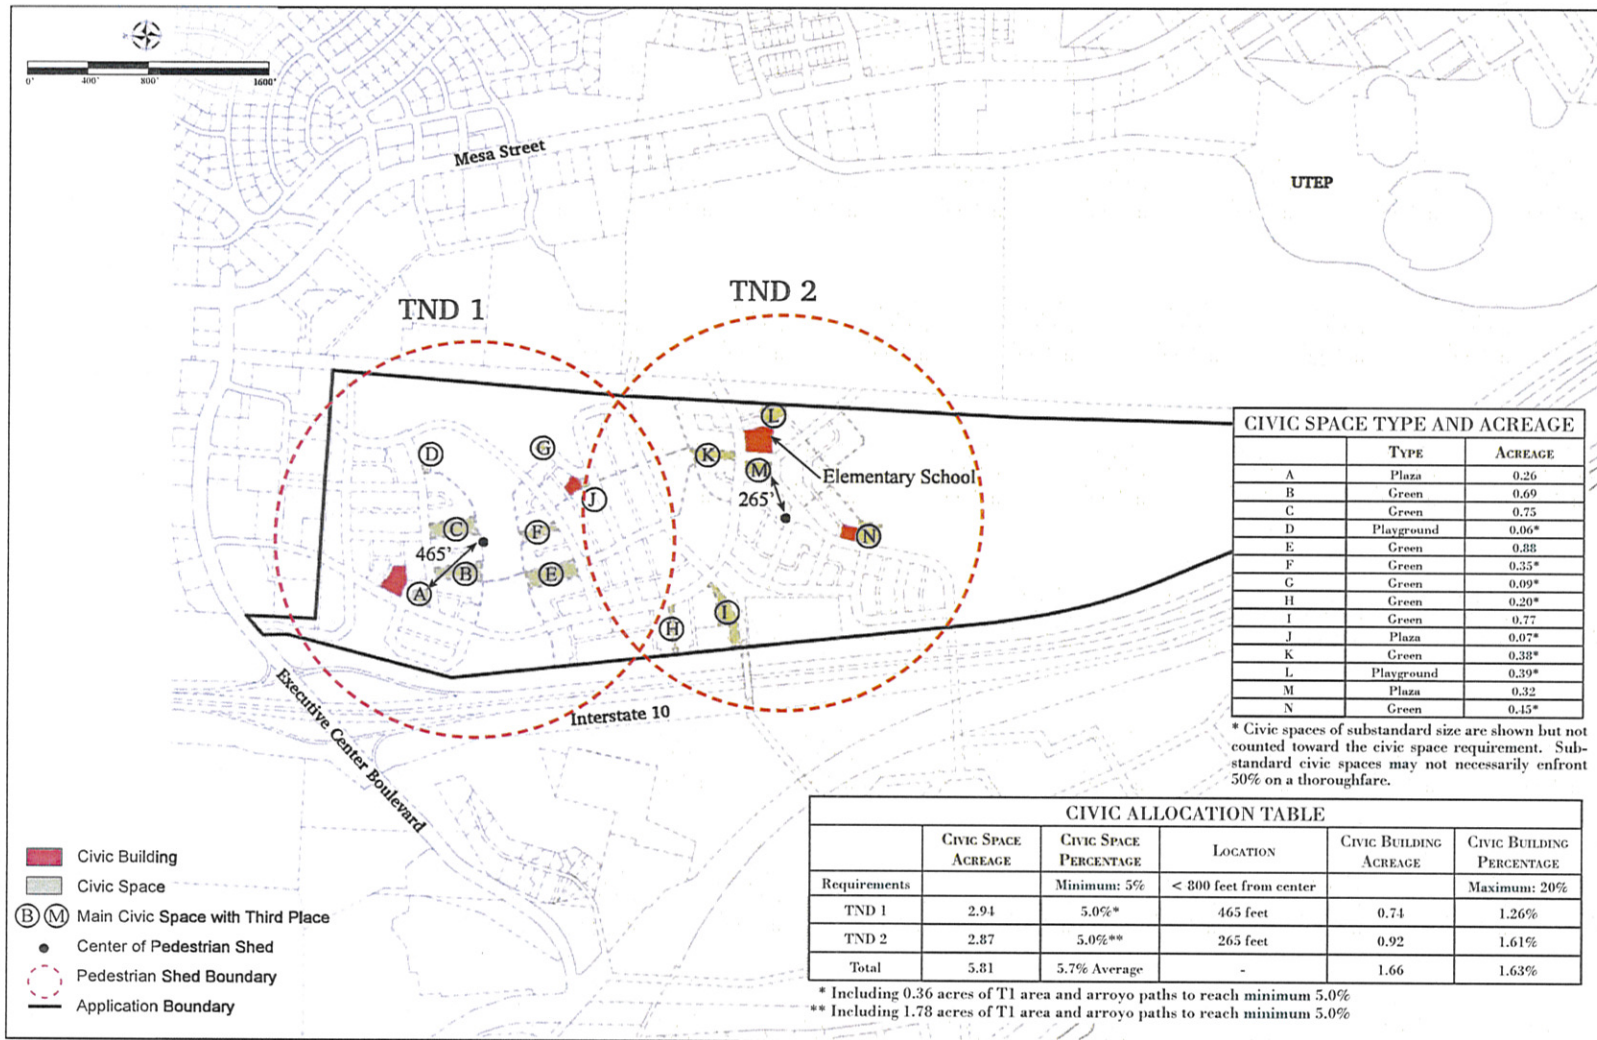 0'
400'
800'
1600'
Mesa Street
UTEP
TND 1
TND 2
L
G
D
K
M
Elementary School
J
265'
C
F
N
465'
B
E
A
I
H
Executive Center Boulevard
Interstate 10
CIVIC SPACE TYPE AND ACREAGE
TYPE ACREAGE
A Plaza 0.26
B Green 0.69
C Green 0.75
D Playground 0.06*
E Green 0.88
F Green 0.35*
G Green 0.09*
H Green 0.20*
I Green 0.77
J Plaza 0.07*
K Green 0.38*
L Playground 0.39*
M Plaza 0.32
N Green 0.45*
* Civic spaces of substandard size are shown but not
counted toward the civic space requirement. Sub-
standard civic spaces may not necessarily enfront
50% on a thoroughfare.
CIVIC ALLOCATION TABLE
CIVIC SPACE ACREAGE CIVIC SPACE PERCENTAGE LOCATION CIVIC BUILDING ACREAGE CIVIC BUILDING PERCENTAGE
Requirements Minimum: 5% < 800 feet from center Maximum: 20%
TND 1 2.94 5.0%* 465 feet 0.74 1.26%
TND 2 2.87 5.0%** 265 feet 0.92 1.61%
Total 5.81 5.7% Average - 1.66 1.63%
* Including 0.36 acres of T1 area and arroyo paths to reach minimum 5.0%
** Including 1.78 acres of T1 area and arroyo paths to reach minimum 5.0%
Civic Building
Civic Space
B M Main Civic Space with Third Place
Center of Pedestrian Shed
Pedestrian Shed Boundary
Application Boundary